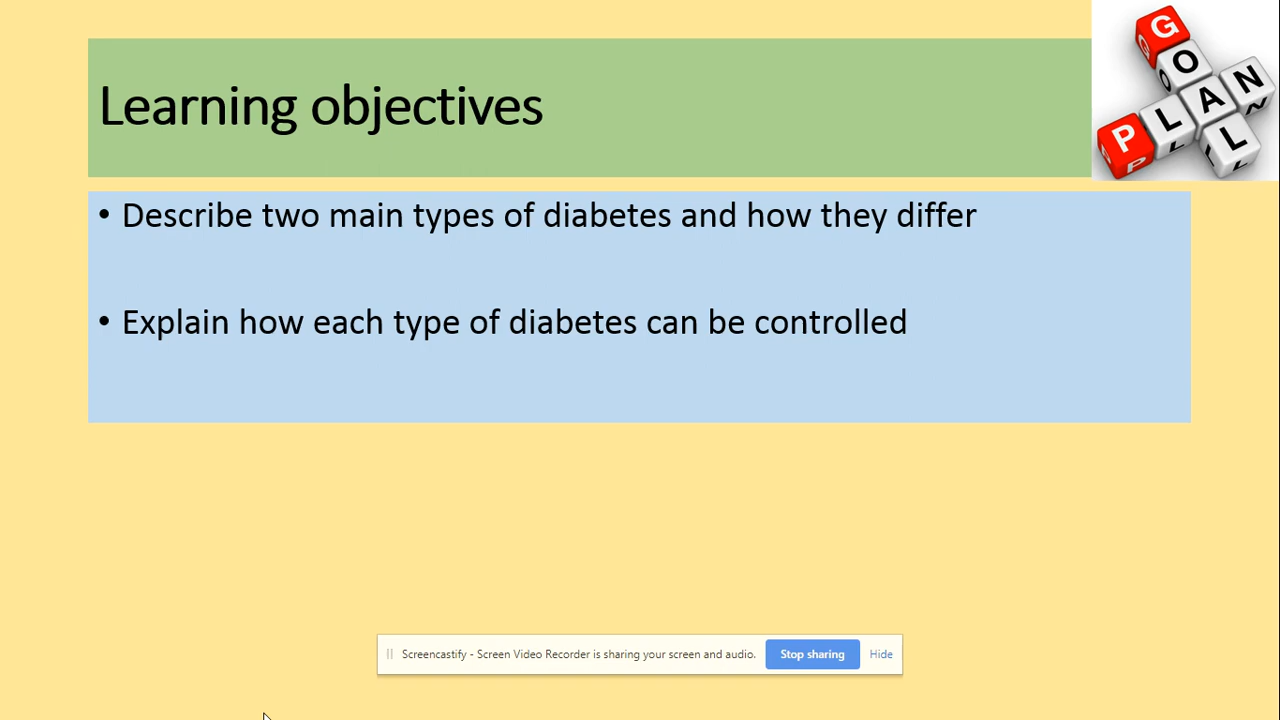 Learning objectives
GOAL
PLAN
• Describe two main types of diabetes and how they differ
• Explain how each type of diabetes can be controlled
Screencastify - Screen Video Recorder is sharing your screen and audio. Stop sharing Hide